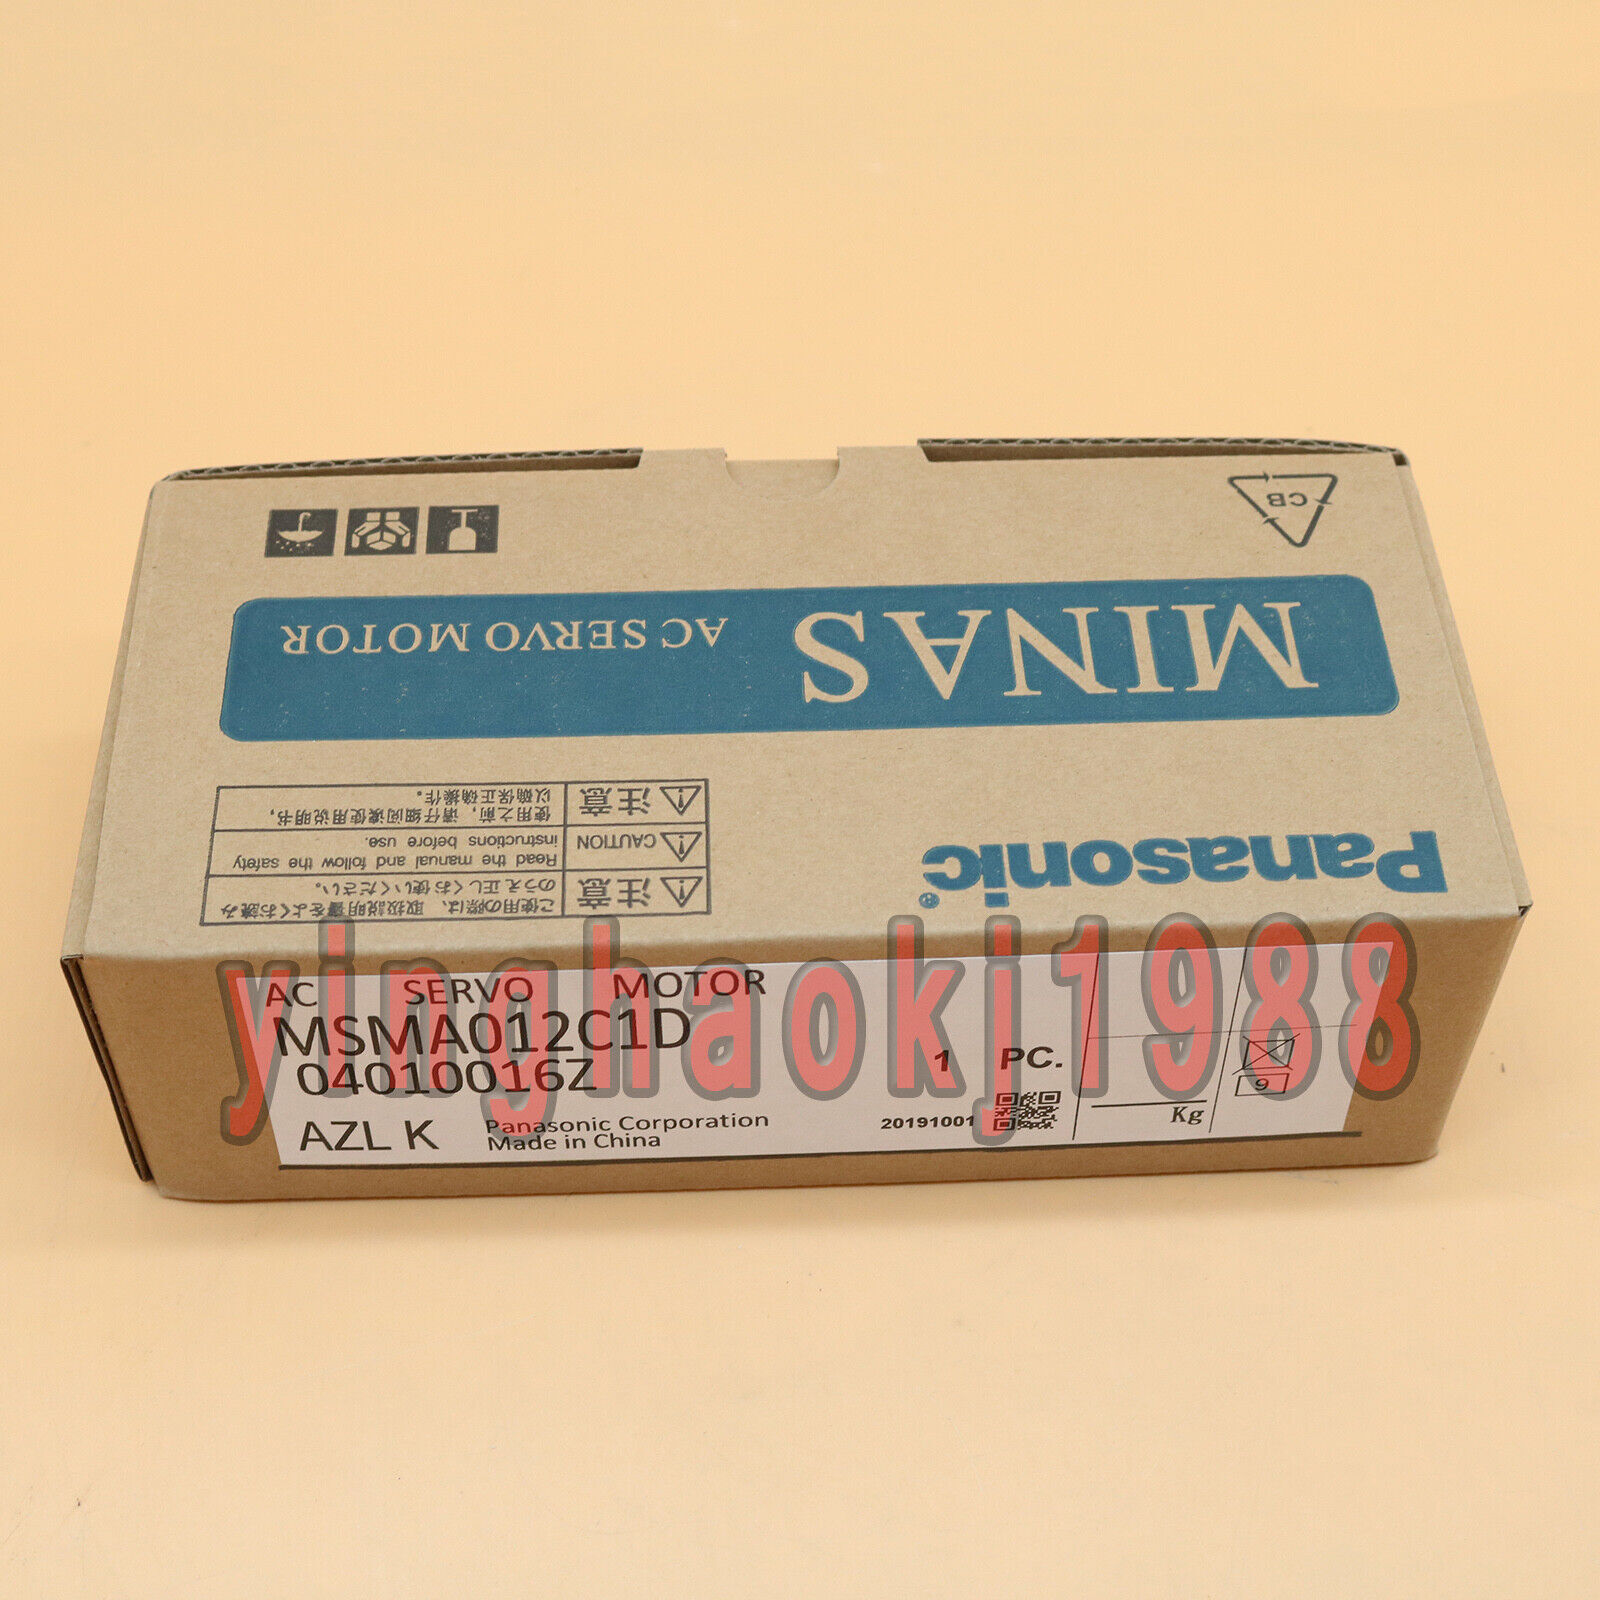 CB
MINAS AC SERVO MOTOR
Panasonic®
注意 ご使用の際は、取扱説明書をよくお読み
のうえ正しくお使いください。
CAUTION Read the manual and follow the safety
instructions before use.
注意 使用之前，请仔细阅读使用说明书，
以确保正确操作。
AC SERVO MOTOR
MSMA012C1D
04010016Z
AZL K
Panasonic Corporation
Made in China
1 PC.
20191001
Kg
9
yinghaokj1988